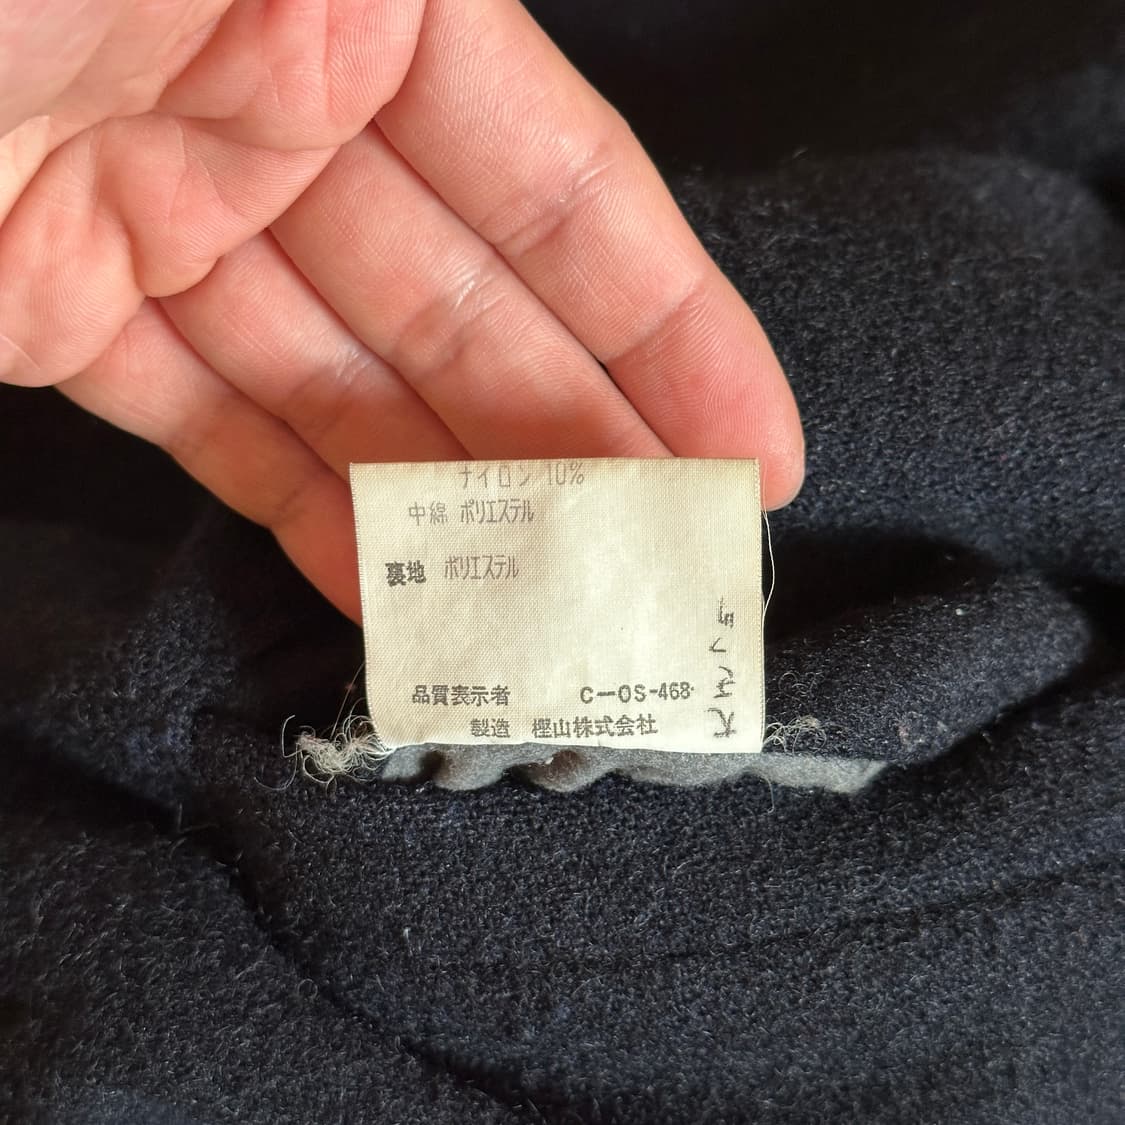 ナイロン 10%
中綿 ポリエステル
裏地 ポリエステル
品質表示者 C-OS-468
製造 樫山株式会社